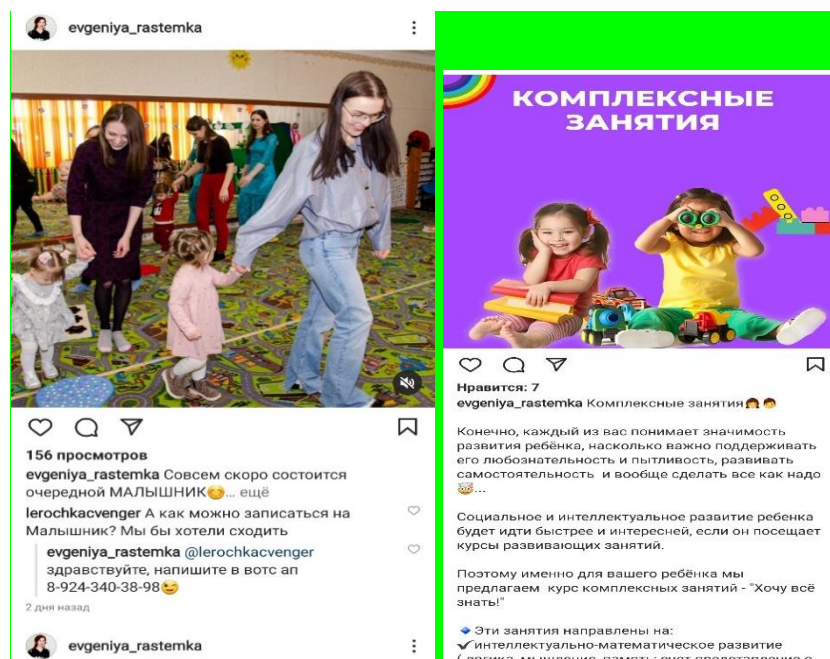 evgeniya_rastemka
156 просмотров
evgeniya_rastemka Совсем скоро состоится
очередной МАЛЫШНИК😊... ещё
lerochkacvenger А как можно записаться на
Малышник? Мы бы хотели сходить
evgeniya_rastemka @lerochkacvenger
здравствуйте, напишите в вотс ап
8-924-340-38-98😉
2 дня назад
evgeniya_rastemka
КОМПЛЕКСНЫЕ
ЗАНЯТИЯ
Нравится: 7
evgeniya_rastemka Комплексные занятия👧👦
Конечно, каждый из вас понимает значимость
развития ребёнка, насколько важно поддерживать
его любознательность и пытливость, развивать
самостоятельность и вообще сделать все как надо
🤯...
Социальное и интеллектуальное развитие ребенка
будет идти быстрее и интересней, если он посещает
курсы развивающих занятий.
Поэтому именно для вашего ребёнка мы
предлагаем курс комплексных занятий - "Хочу всё
знать!"
🔹Эти занятия направлены на:
✔интеллектуально-математическое развитие